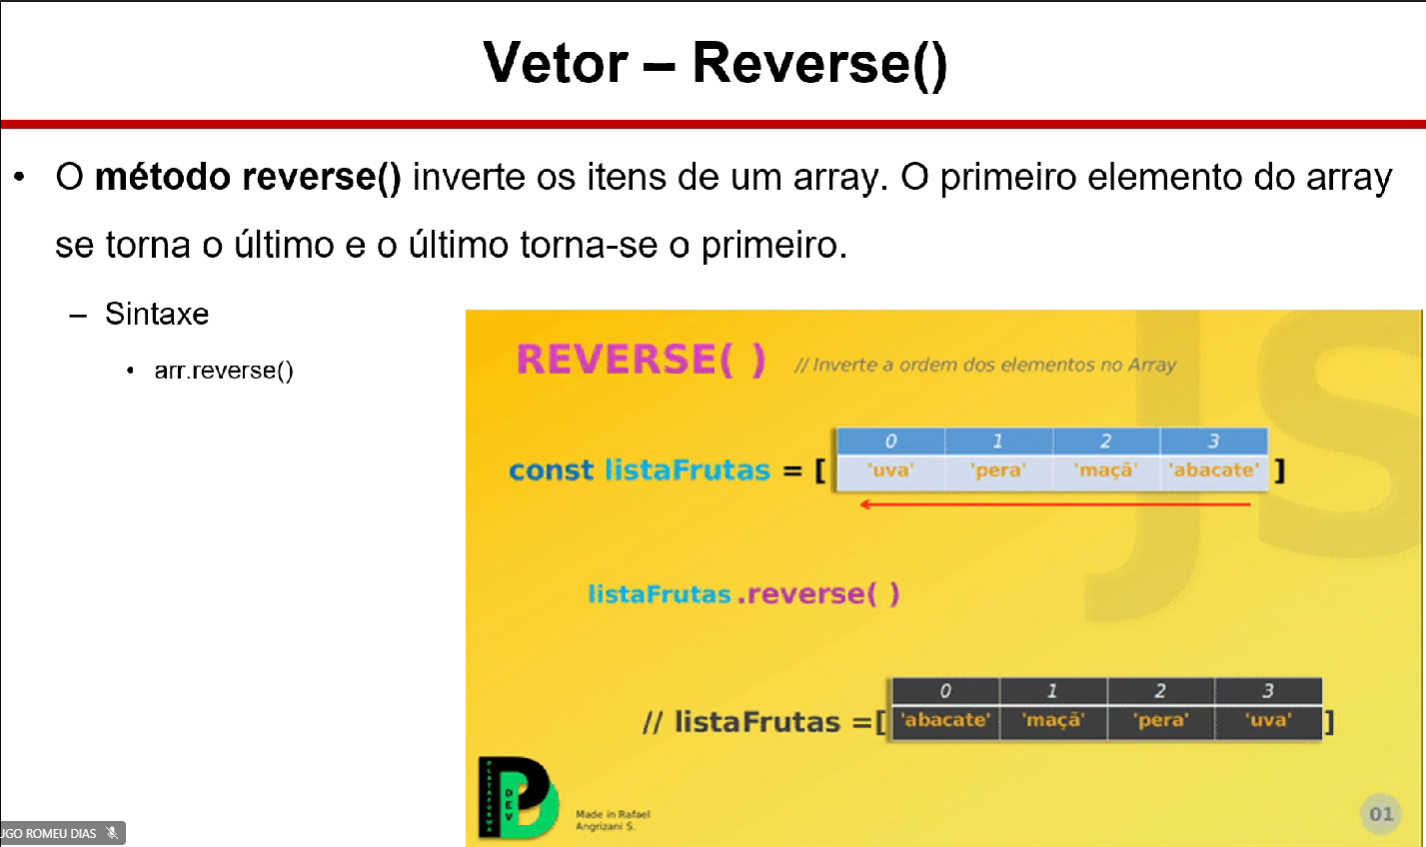 Vetor – Reverse()
• O método reverse() inverte os itens de um array. O primeiro elemento do array
se torna o último e o último torna-se o primeiro.
– Sintaxe
• arr.reverse()
REVERSE( ) // Inverte a ordem dos elementos no Array
0 1 2 3
const listaFrutas = [ 'uva' 'pera' 'maçã' 'abacate' ]
JS
listaFrutas .reverse( )
0 1 2 3
// listaFrutas =[ 'abacate' 'maçã' 'pera' 'uva' ]
PLATAFORMA
DEV
Made in Rafael
Angrizani S.
01
UGO ROMEU DIAS